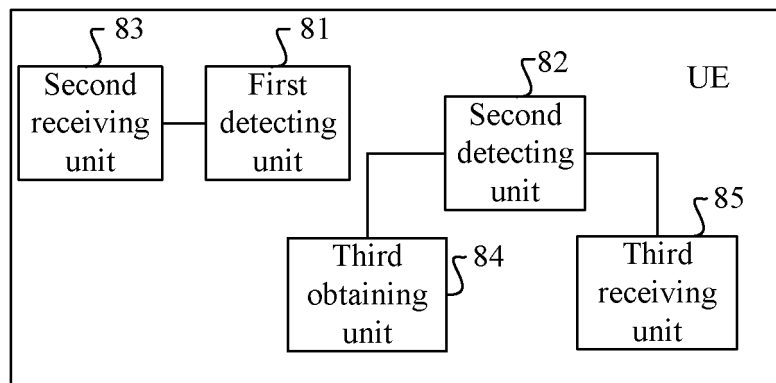 83
81
82
UE
Second
receiving
unit
First
detecting
unit
Second
detecting
unit
84
85
Third
obtaining
unit
Third
receiving
unit